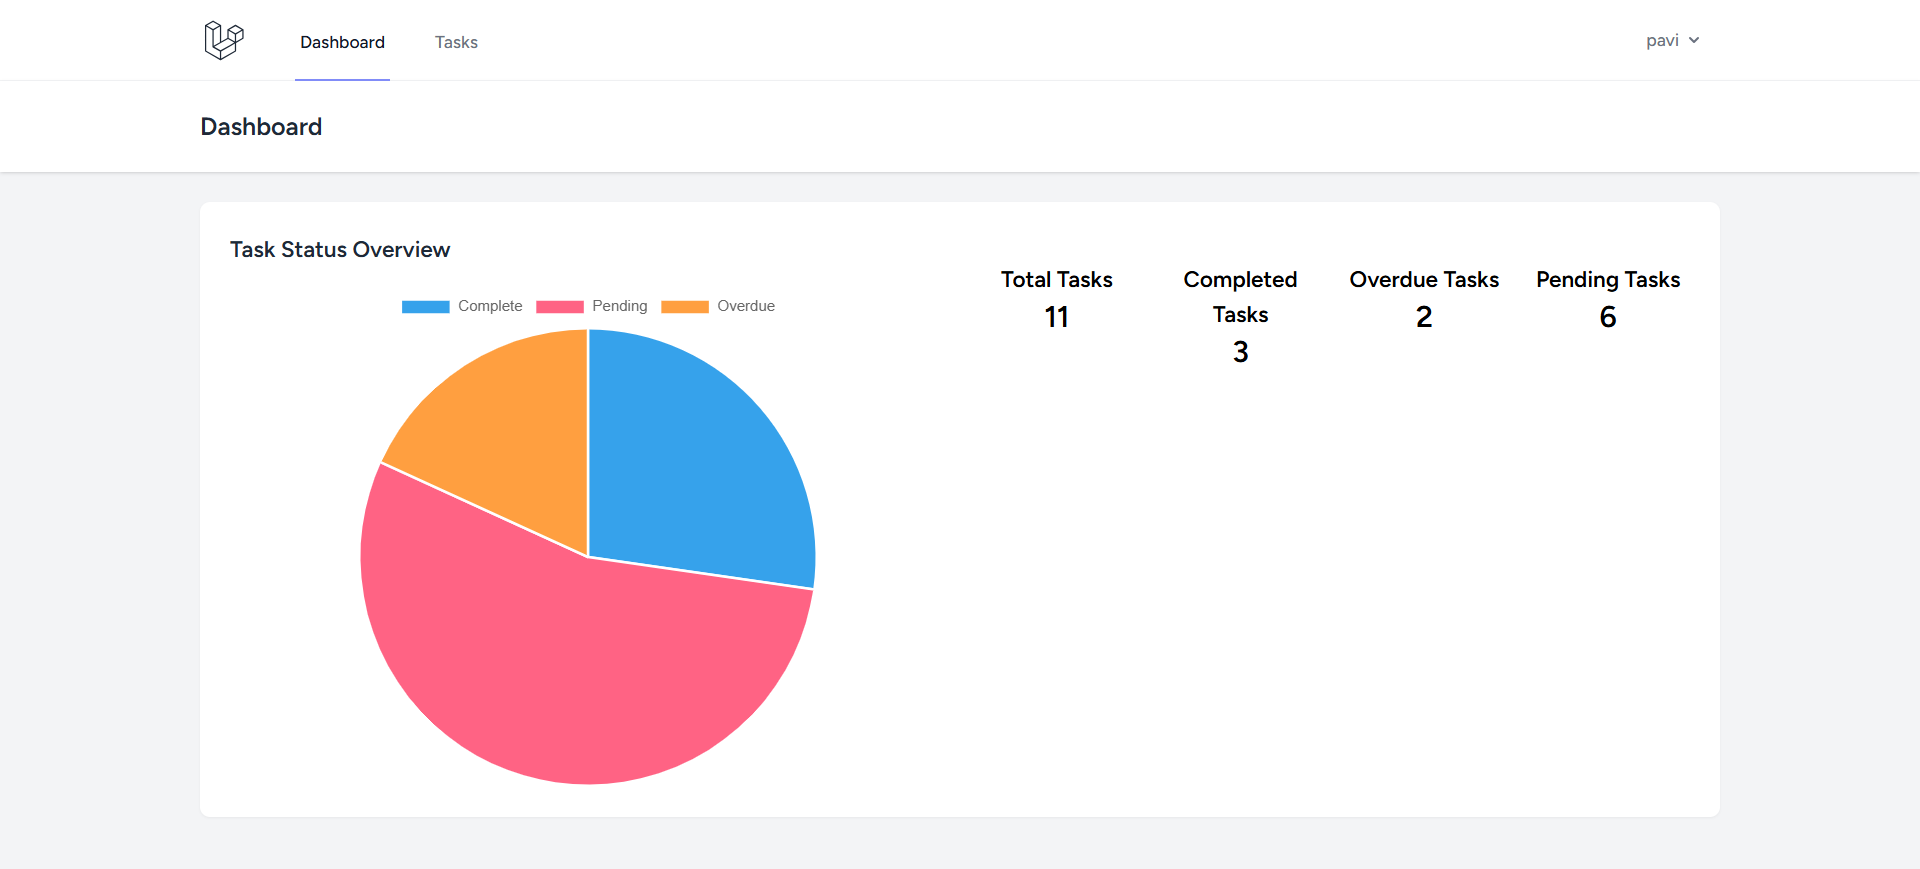 Dashboard
Tasks
pavi
Dashboard
Task Status Overview
Complete
Pending
Overdue
Total Tasks
11
Completed
Tasks
3
Overdue Tasks
2
Pending Tasks
6